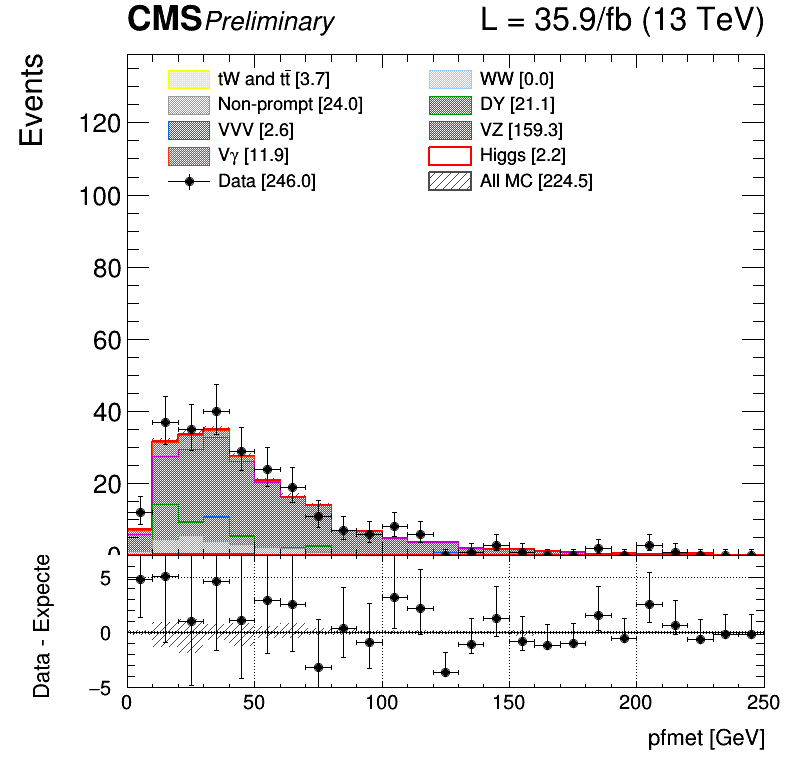 CMS Preliminary L = 35.9/fb (13 TeV)
Events
tW and tt̄ [3.7]
WW [0.0]
Non-prompt [24.0]
DY [21.1]
VVV [2.6]
VZ [159.3]
Vγ [11.9]
Higgs [2.2]
Data [246.0]
All MC [224.5]
120
100
80
60
40
20
0
Data - Expecte
5
0
−5
0 50 100 150 200 250
pfmet [GeV]